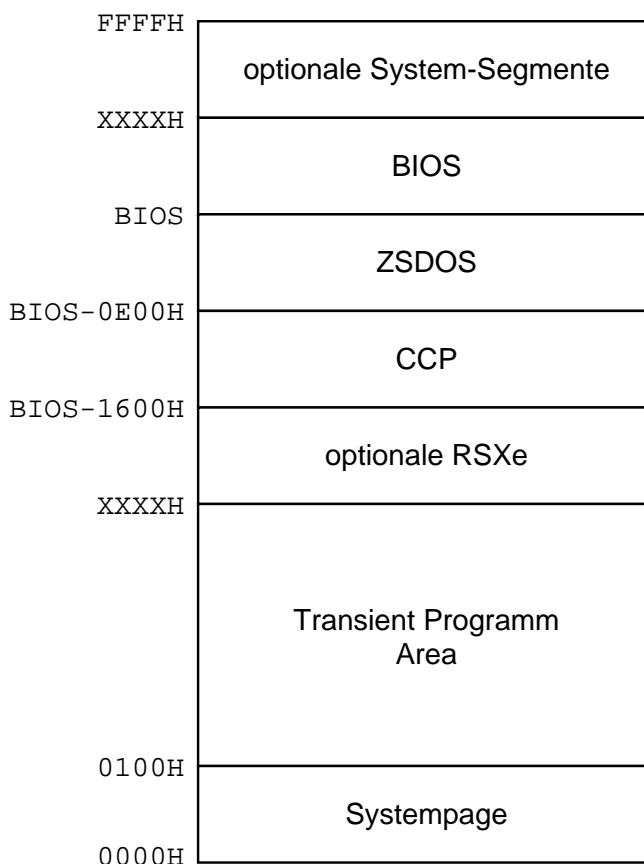 FFFFH
optionale System-Segmente
XXXXH
BIOS
BIOS
ZSDOS
BIOS-0E00H
CCP
BIOS-1600H
optionale RSXe
XXXXH
Transient Programm
Area
0100H
Systempage
0000H